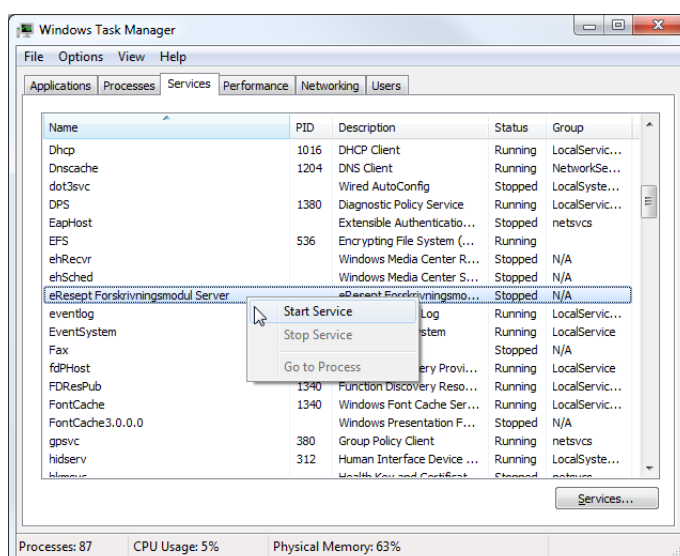 Windows Task Manager
File Options View Help
Applications Processes Services Performance Networking Users
Name PID Description Status Group
Dhcp 1016 DHCP Client Running LocalServic...
Dnscache 1204 DNS Client Running NetworkSe...
dot3svc Wired AutoConfig Stopped LocalSyste...
DPS 1380 Diagnostic Policy Service Running LocalServic...
EapHost Extensible Authenticatio... Stopped netsvcs
EFS 536 Encrypting File System (... Running
ehRecvr Windows Media Center R... Stopped N/A
ehSched Windows Media Center S... Stopped N/A
eResept Forskrivningsmodul Server eResept Forskrivningsmo... Stopped N/A
eventlog Start Service Log Running LocalServic...
EventSystem Stop Service stem Running LocalService
Fax Stopped N/A
fdPHost Go to Process ery Provi... Running LocalService
FDResPub 1340 Function Discovery Reso... Running LocalServic...
FontCache 1340 Windows Font Cache Ser... Running LocalServic...
FontCache3.0.0.0 Windows Presentation F... Stopped N/A
gpsvc 380 Group Policy Client Running netsvcs
hidserv 312 Human Interface Device ... Running LocalSyste...
hkmsvc Health Key and Certificat... Stopped netsvcs
Services...
Processes: 87 CPU Usage: 5% Physical Memory: 63%